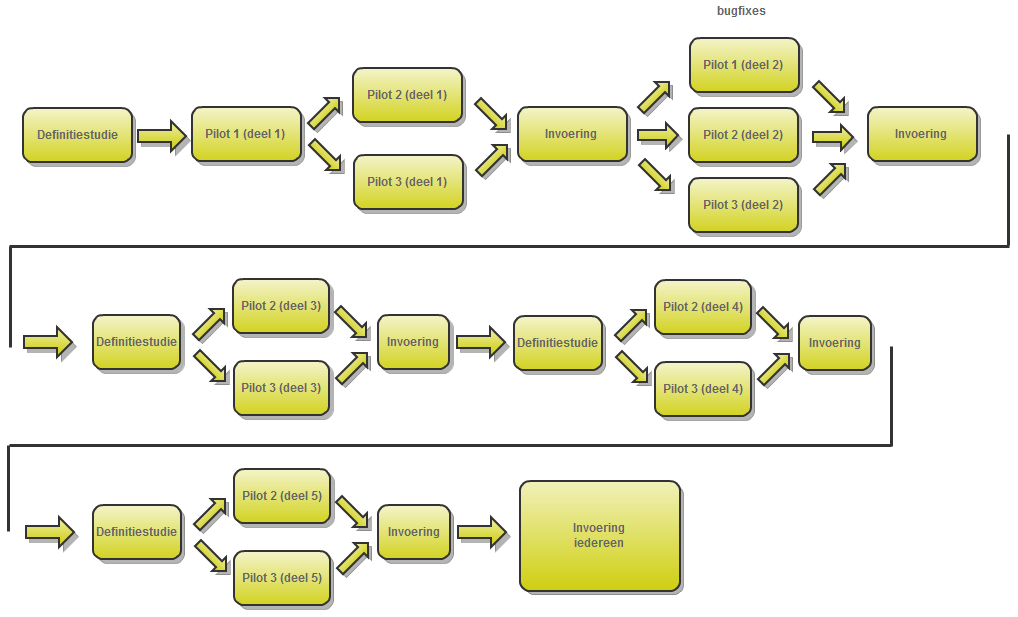 bugfixes
Definitiestudie
Pilot 1 (deel 1)
Pilot 2 (deel 1)
Pilot 3 (deel 1)
Invoering
Pilot 1 (deel 2)
Pilot 2 (deel 2)
Pilot 3 (deel 2)
Invoering
Definitiestudie
Pilot 2 (deel 3)
Pilot 3 (deel 3)
Invoering
Definitiestudie
Pilot 2 (deel 4)
Pilot 3 (deel 4)
Invoering
Definitiestudie
Pilot 2 (deel 5)
Pilot 3 (deel 5)
Invoering
Invoering
iedereen